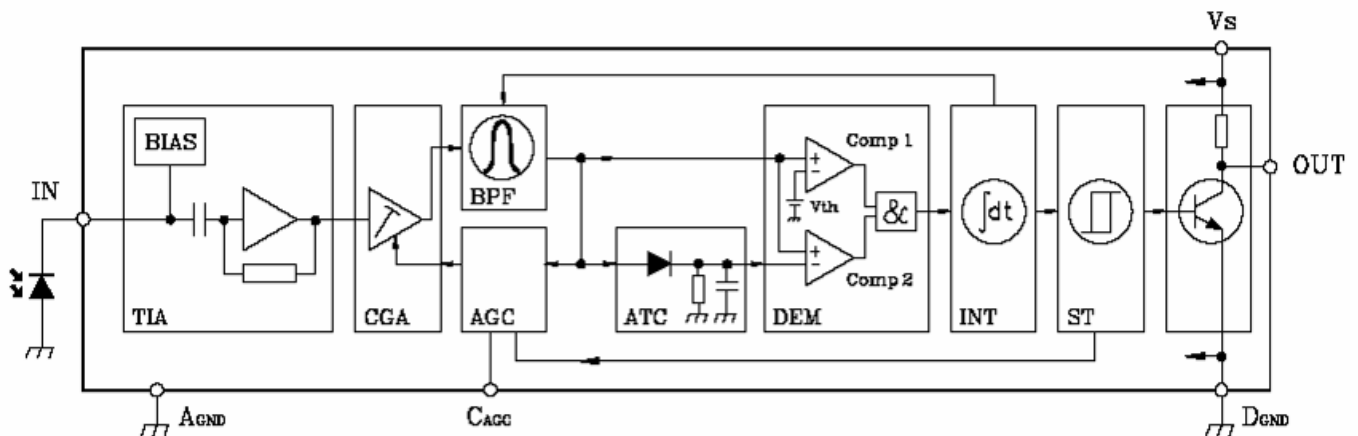 Vs
BIAS
Comp 1
IN
OUT
BPF
Vth
&
∫dt
Comp 2
TIA
CGA
AGC
ATC
DEM
INT
ST
AGND
CAGC
DGND